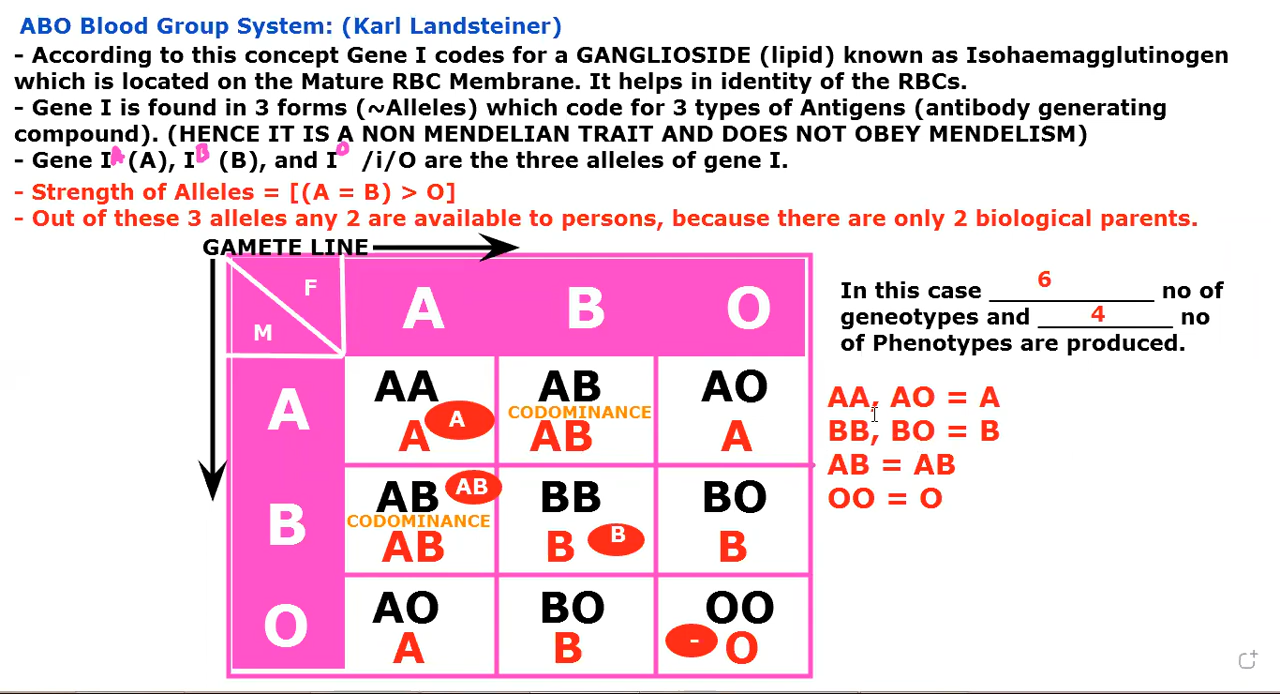 ABO Blood Group System: (Karl Landsteiner)
- According to this concept Gene I codes for a GANGLIOSIDE (lipid) known as Isohaemagglutinogen
which is located on the Mature RBC Membrane. It helps in identity of the RBCs.
- Gene I is found in 3 forms (~Alleles) which code for 3 types of Antigens (antibody generating
compound). (HENCE IT IS A NON MENDELIAN TRAIT AND DOES NOT OBEY MENDELISM)
- Gene I^A (A), I^B (B), and I^O /i/O are the three alleles of gene I.
- Strength of Alleles = [(A = B) > O]
- Out of these 3 alleles any 2 are available to persons, because there are only 2 biological parents.
GAMETE LINE
F
M
A B O
A
AA AB AO
CODOMINANCE
A A AB A
B
AB AB BB BO
CODOMINANCE
AB B B B
O
AO BO OO
A B - O
In this case ____6____ no of
geneotypes and ____4____ no
of Phenotypes are produced.
AA, AO = A
BB, BO = B
AB = AB
OO = O